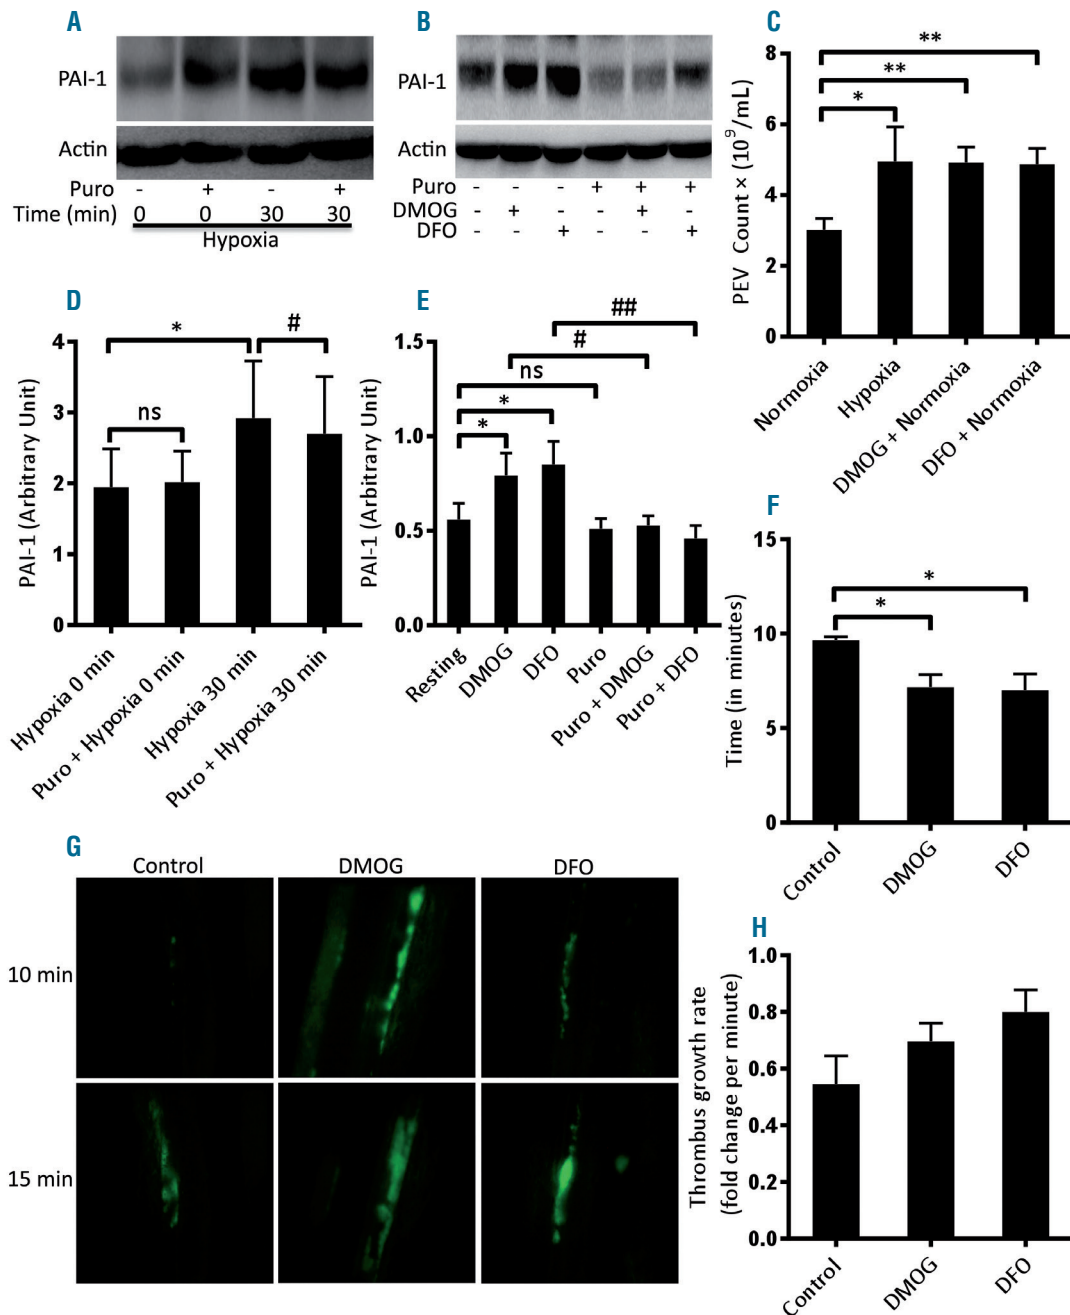 A
PAI-1
Actin
Puro - + - +
Time (min) 0 0 30 30
Hypoxia
B
PAI-1
Actin
Puro - - - + + +
DMOG - + - - + -
DFO - - + - - +
C
PEV Count × (10⁹/mL)
8
6
4
2
0
*
**
**
Normoxia
Hypoxia
DMOG + Normoxia
DFO + Normoxia
D
PAI-1 (Arbitrary Unit)
4
3
2
1
0
ns
*
#
Hypoxia 0 min
Puro + Hypoxia 0 min
Hypoxia 30 min
Puro + Hypoxia 30 min
E
PAI-1 (Arbitrary Unit)
1.5
1.0
0.5
0.0
##
#
ns
*
*
Resting
DMOG
DFO
Puro
Puro + DMOG
Puro + DFO
F
Time (in minutes)
15
10
5
0
*
*
Control
DMOG
DFO
G
Control DMOG DFO
10 min
15 min
H
Thrombus growth rate
(fold change per minute)
1.0
0.8
0.6
0.4
0.2
0.0
Control
DMOG
DFO